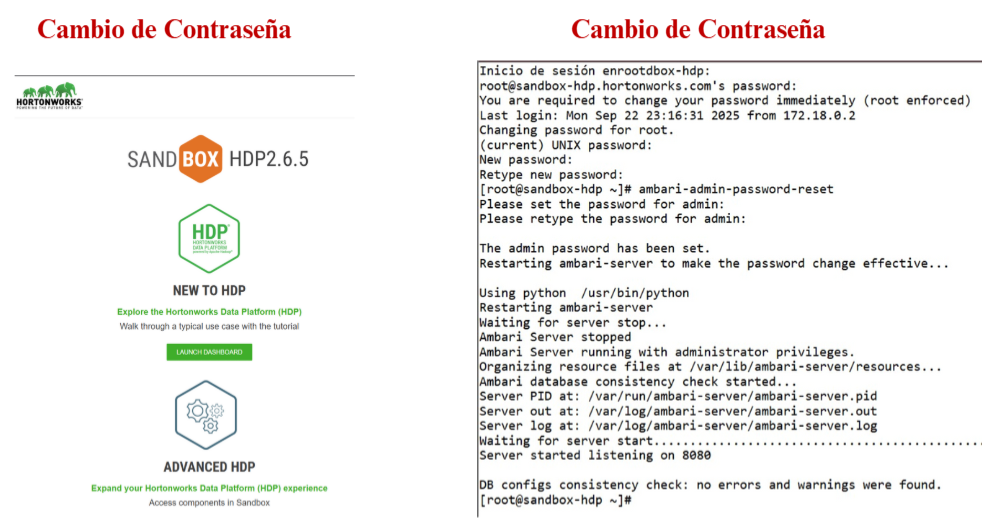 Cambio de Contraseña
HORTONWORKS
POWERING THE FUTURE OF DATA
SANDBOX HDP2.6.5
HDP
HORTONWORKS
DATA PLATFORM
NEW TO HDP
Explore the Hortonworks Data Platform (HDP)
Walk through a typical use case with the tutorial
LAUNCH DASHBOARD
ADVANCED HDP
Expand your Hortonworks Data Platform (HDP) experience
Access components in Sandbox
Cambio de Contraseña
Inicio de sesión enrootdbox-hdp:
root@sandbox-hdp.hortonworks.com's password:
You are required to change your password immediately (root enforced)
Last login: Mon Sep 22 23:16:31 2025 from 172.18.0.2
Changing password for root.
(current) UNIX password:
New password:
Retype new password:
[root@sandbox-hdp ~]# ambari-admin-password-reset
Please set the password for admin:
Please retype the password for admin:
The admin password has been set.
Restarting ambari-server to make the password change effective...
Using python  /usr/bin/python
Restarting ambari-server
Waiting for server stop...
Ambari Server stopped
Ambari Server running with administrator privileges.
Organizing resource files at /var/lib/ambari-server/resources...
Ambari database consistency check started...
Server PID at: /var/run/ambari-server/ambari-server.pid
Server out at: /var/log/ambari-server/ambari-server.out
Server log at: /var/log/ambari-server/ambari-server.log
Waiting for server start............................................
Server started listening on 8080
DB configs consistency check: no errors and warnings were found.
[root@sandbox-hdp ~]#